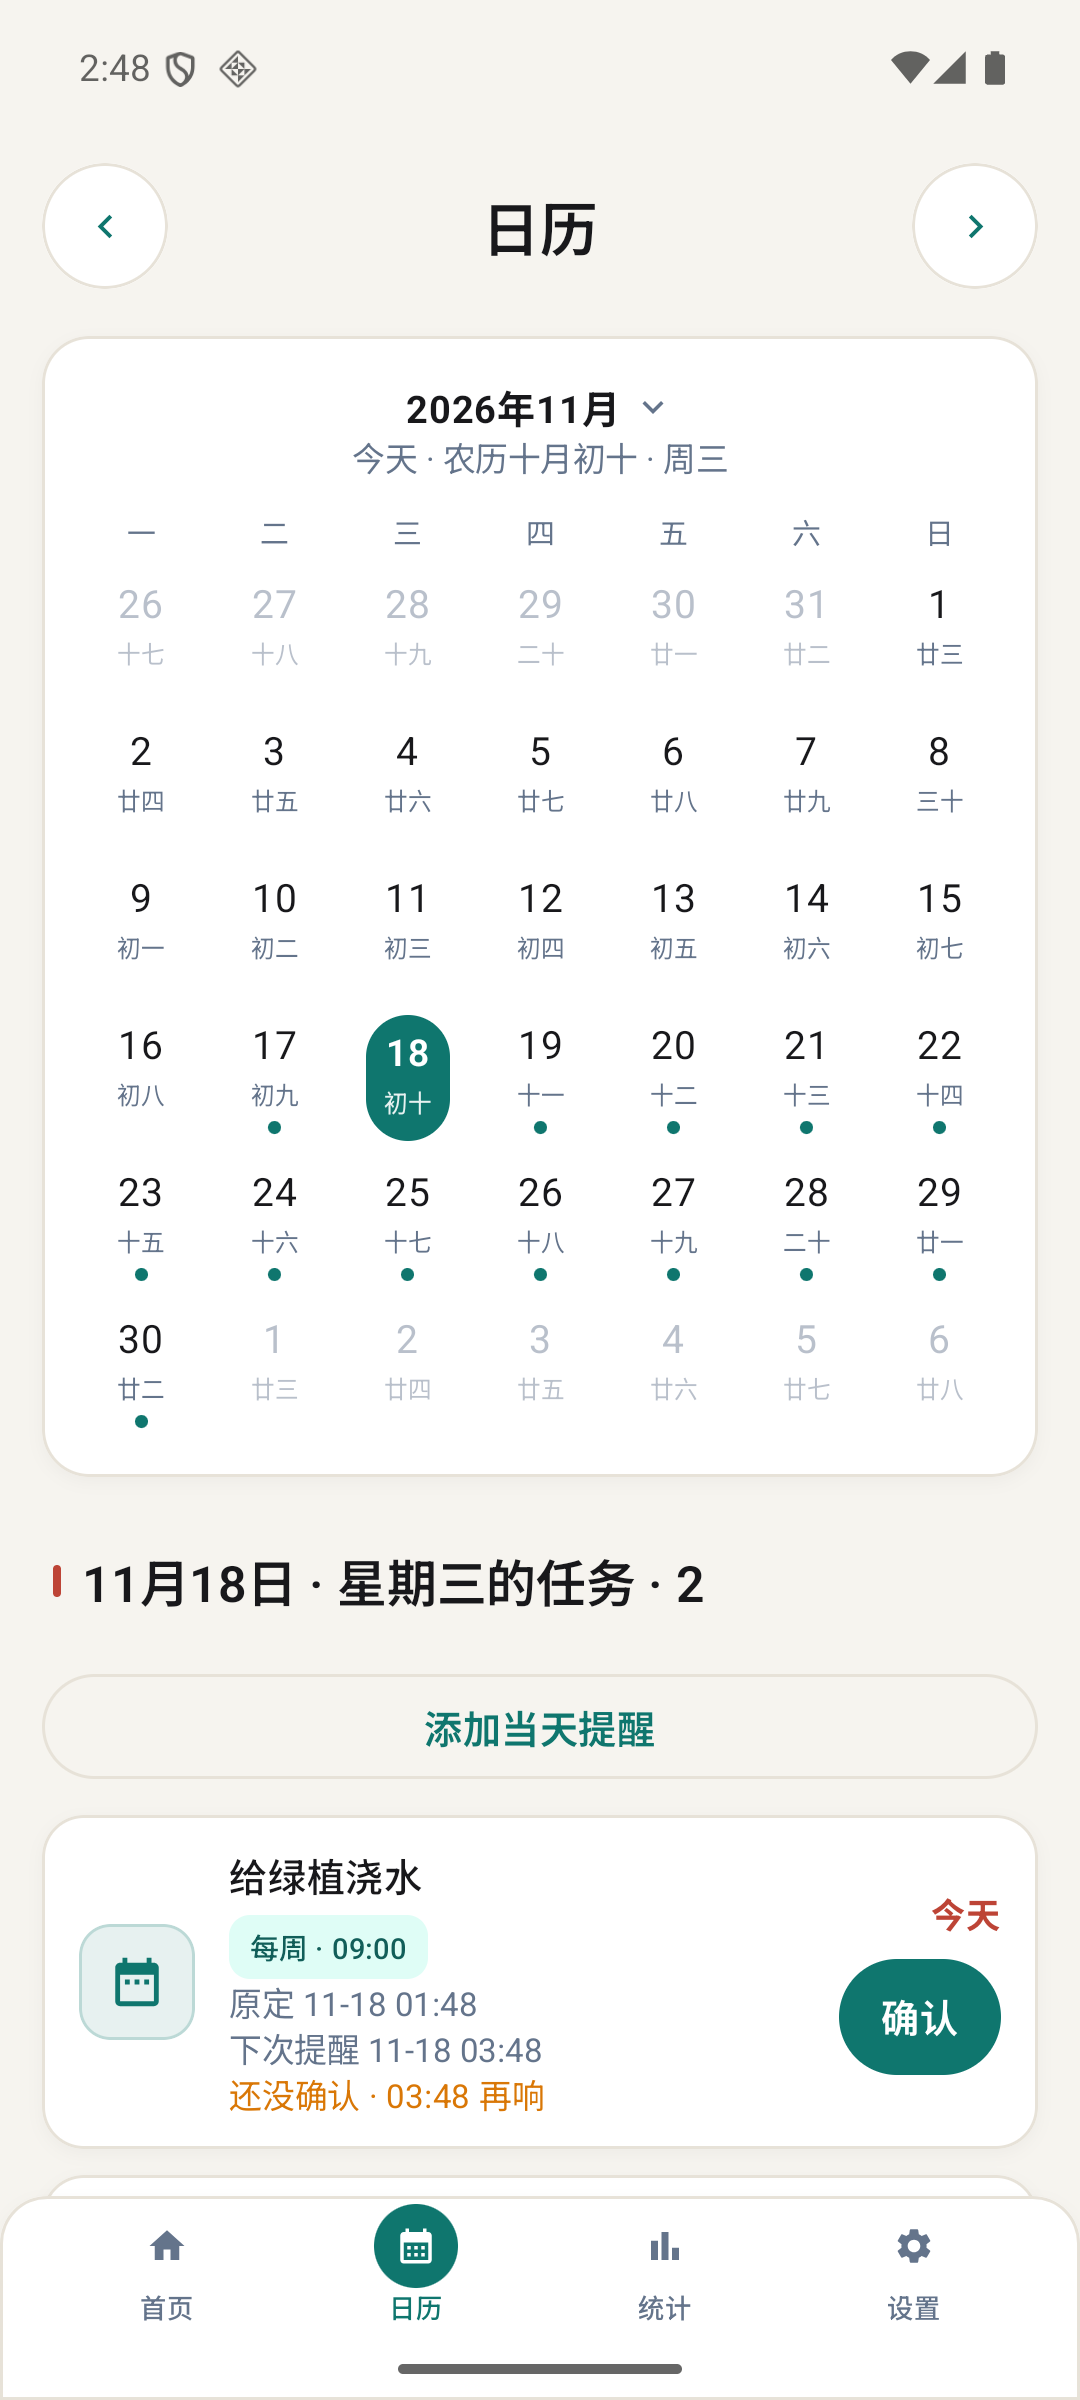 2:48
日历
2026年11月
今天 · 农历十月初十 · 周三
一 二 三 四 五 六 日
26 27 28 29 30 31 1
十七 十八 十九 二十 廿一 廿二 廿三
2 3 4 5 6 7 8
廿四 廿五 廿六 廿七 廿八 廿九 三十
9 10 11 12 13 14 15
初一 初二 初三 初四 初五 初六 初七
16 17 18 19 20 21 22
初八 初九 初十 十一 十二 十三 十四
23 24 25 26 27 28 29
十五 十六 十七 十八 十九 二十 廿一
30 1 2 3 4 5 6
廿二 廿三 廿四 廿五 廿六 廿七 廿八
11月18日 · 星期三的任务 · 2
添加当天提醒
给绿植浇水
今天
每周 · 09:00
原定 11-18 01:48
确认
下次提醒 11-18 03:48
还没确认 · 03:48 再响
首页 日历 统计 设置